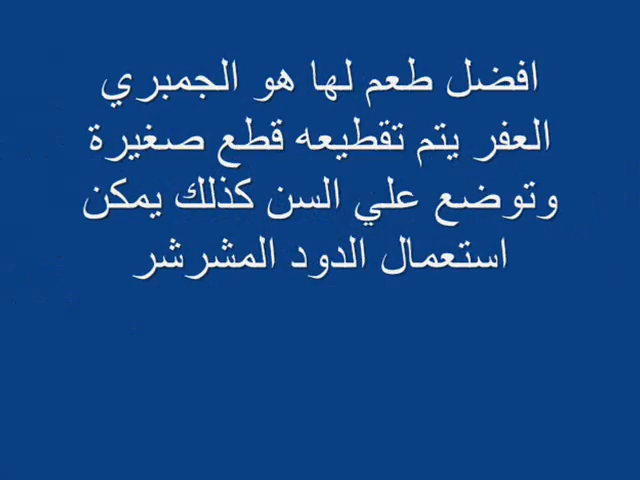 افضل طعم لها هو الجمبري
العفر يتم تقطيعه قطع صغيرة
وتوضع علي السن كذلك يمكن
استعمال الدود المشرشر